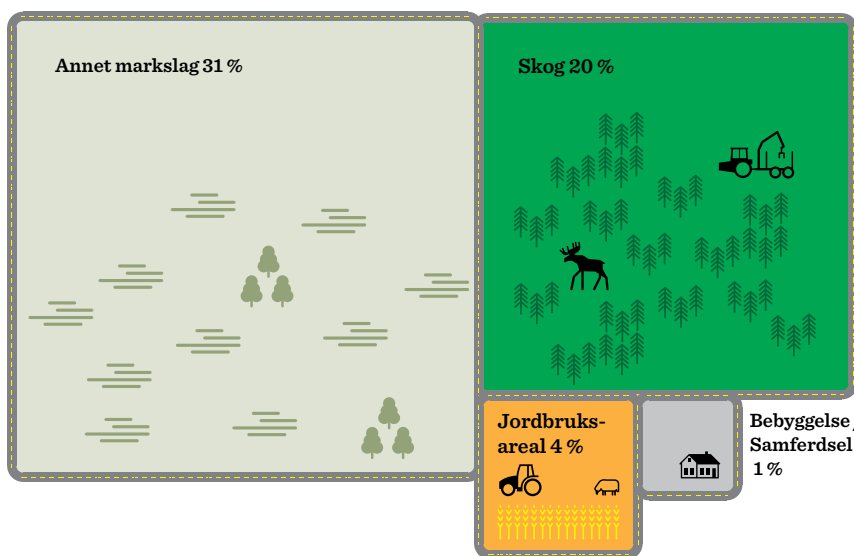 Annet markslag 31 %
Skog 20 %
Jordbruks-
areal 4 %
Bebyggelse/
Samferdsel
1 %